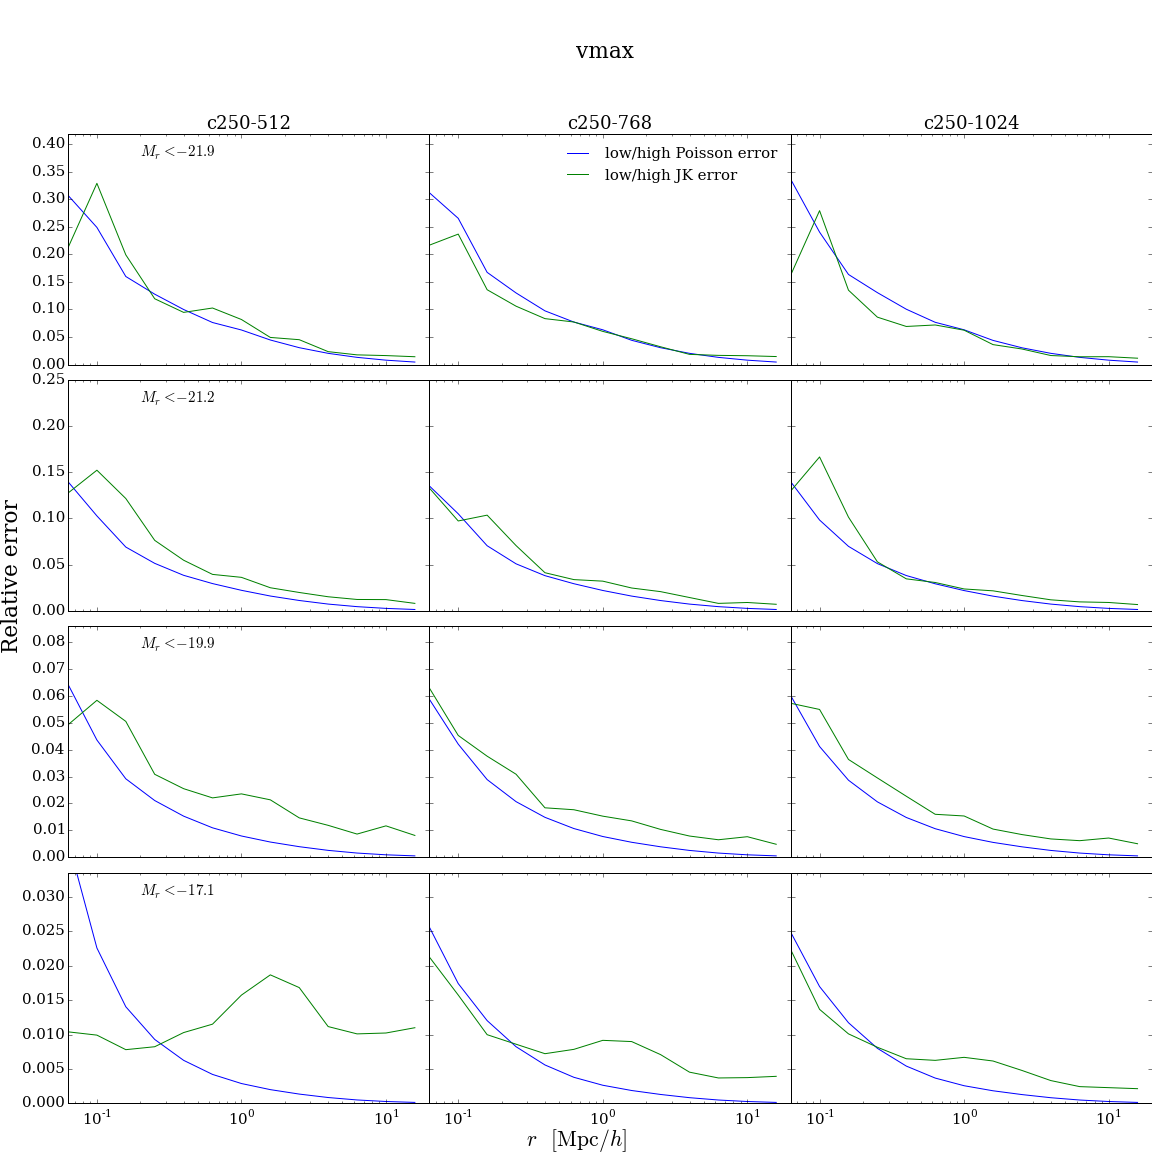 vmax
c250-512 c250-768 c250-1024
0.40
M_r <−21.9
low/high Poisson error
0.35
low/high JK error
0.30
0.25
0.20
0.15
0.10
0.05
0.00
0.25
M_r <−21.2
0.20
0.15
0.10
0.05
0.00
Relative error
0.08
M_r <−19.9
0.07
0.06
0.05
0.04
0.03
0.02
0.01
0.00
0.030
M_r <−17.1
0.025
0.020
0.015
0.010
0.005
0.000
10^-1 10^0 10^1 10^-1 10^0 10^1 10^-1 10^0 10^1
r [Mpc/h]